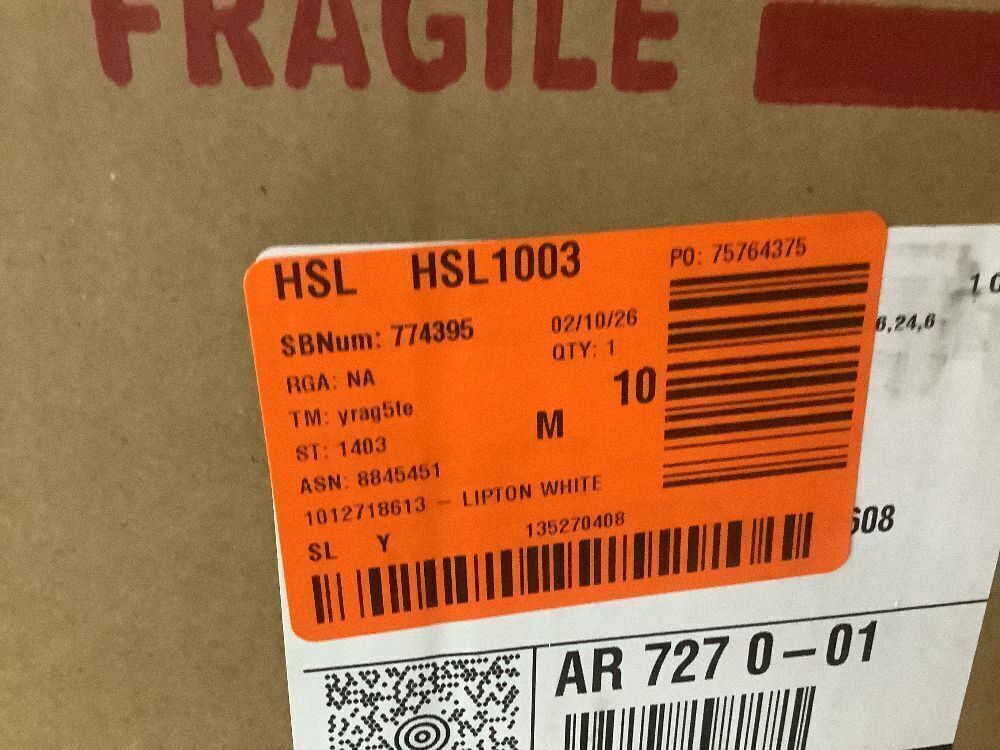 FRAGILE
HSL HSL1003 PO: 75764375
SBNum: 774395 02/10/26
RGA: NA QTY: 1
TM: yrag5te 10
ST: 1403 M
ASN: 8845451
1012718613 - LIPTON WHITE
SL Y 135270408
6,24,6
608
AR 727 0-01